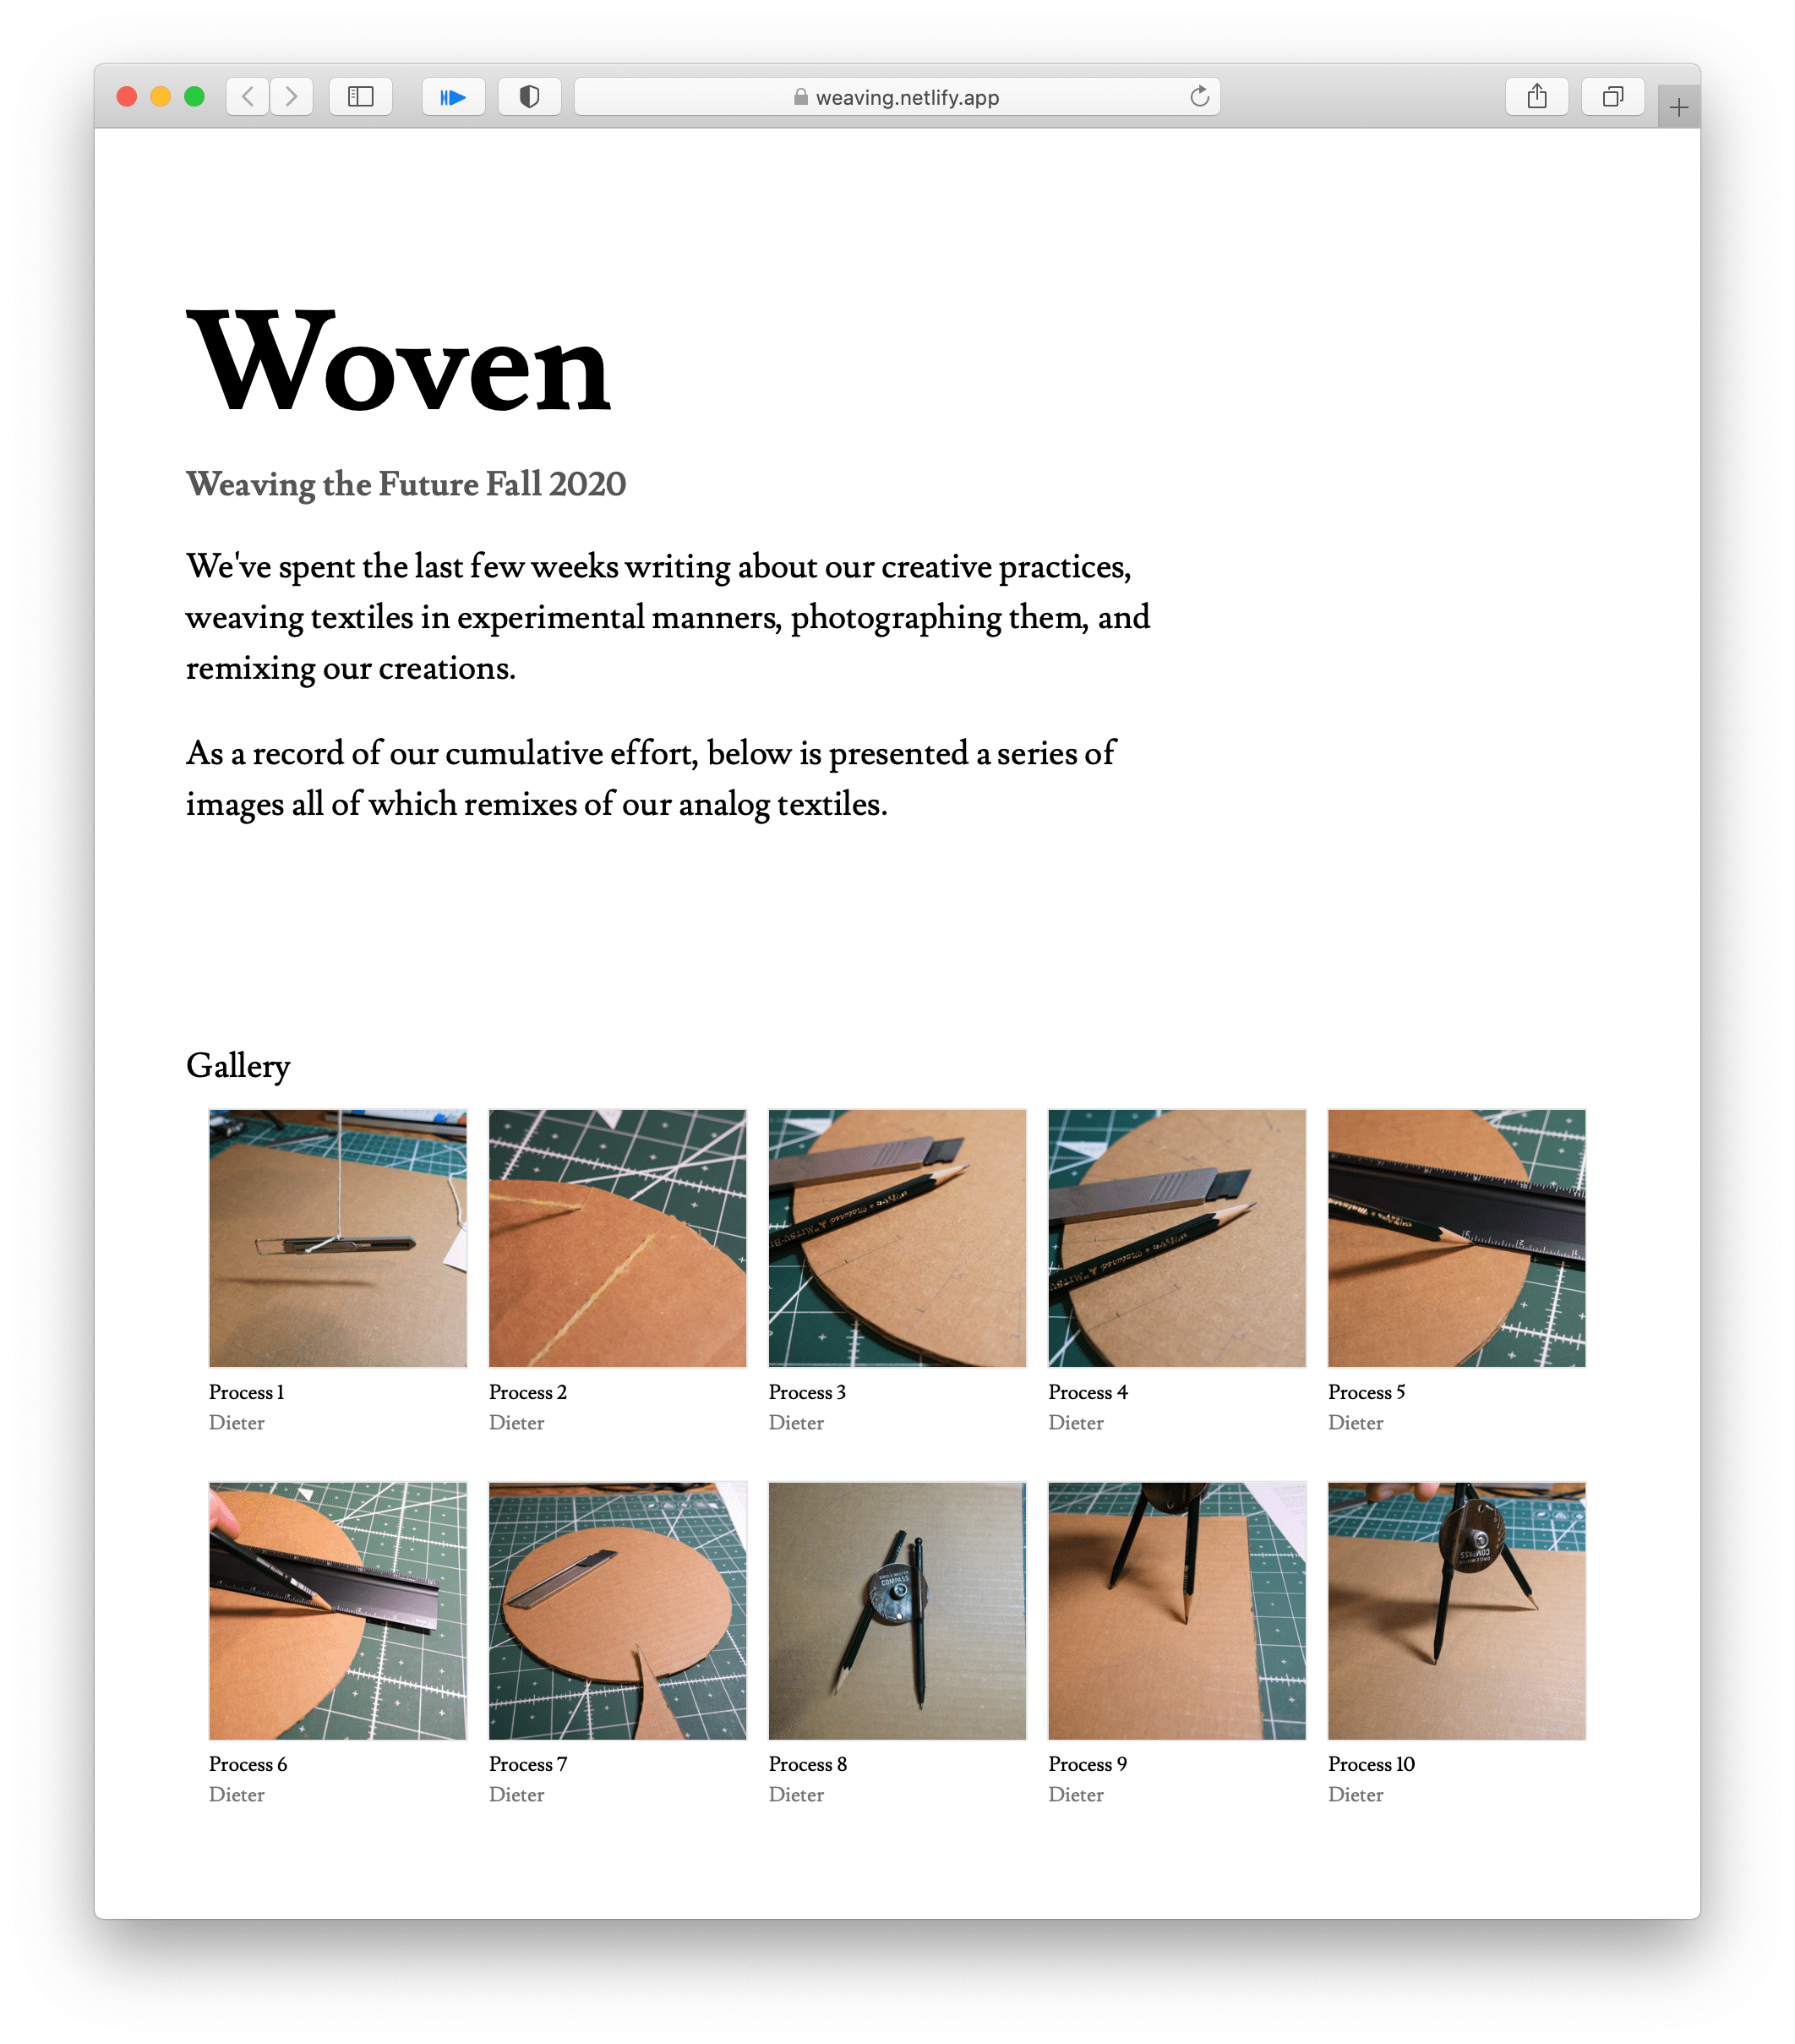 weaving.netlify.app
Woven
Weaving the Future Fall 2020
We've spent the last few weeks writing about our creative practices,
weaving textiles in experimental manners, photographing them, and
remixing our creations.
As a record of our cumulative effort, below is presented a series of
images all of which remixes of our analog textiles.
Gallery
Process 1
Dieter
Process 2
Dieter
Process 3
Dieter
Process 4
Dieter
Process 5
Dieter
Process 6
Dieter
Process 7
Dieter
COMPASS
Process 8
Dieter
Process 9
Dieter
COMPASS
Process 10
Dieter